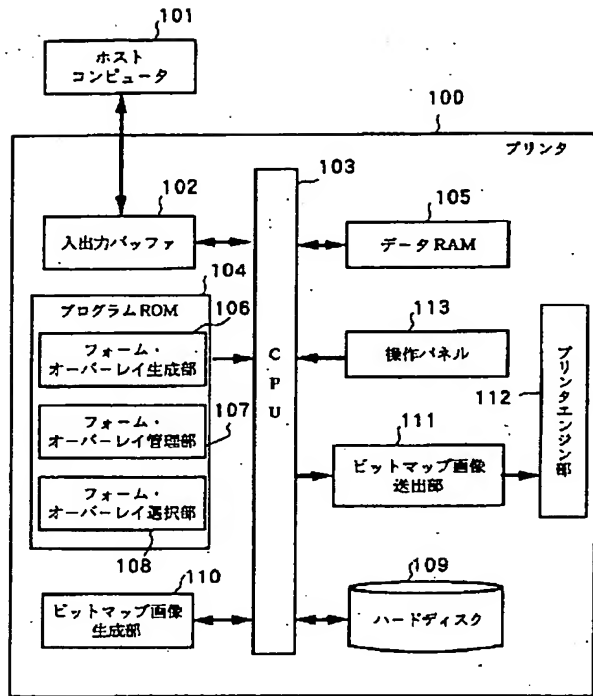 101
ホスト
コンピュータ
100
プリンタ
102
入出力バッファ
103
CPU
105
データRAM
104
プログラムROM
106
フォーム・
オーバーレイ生成部
107
フォーム・
オーバーレイ管理部
フォーム・
オーバーレイ選択部
108
113
操作パネル
112
プリンタエンジン部
111
ビットマップ画像
送出部
110
ビットマップ画像
生成部
109
ハードディスク